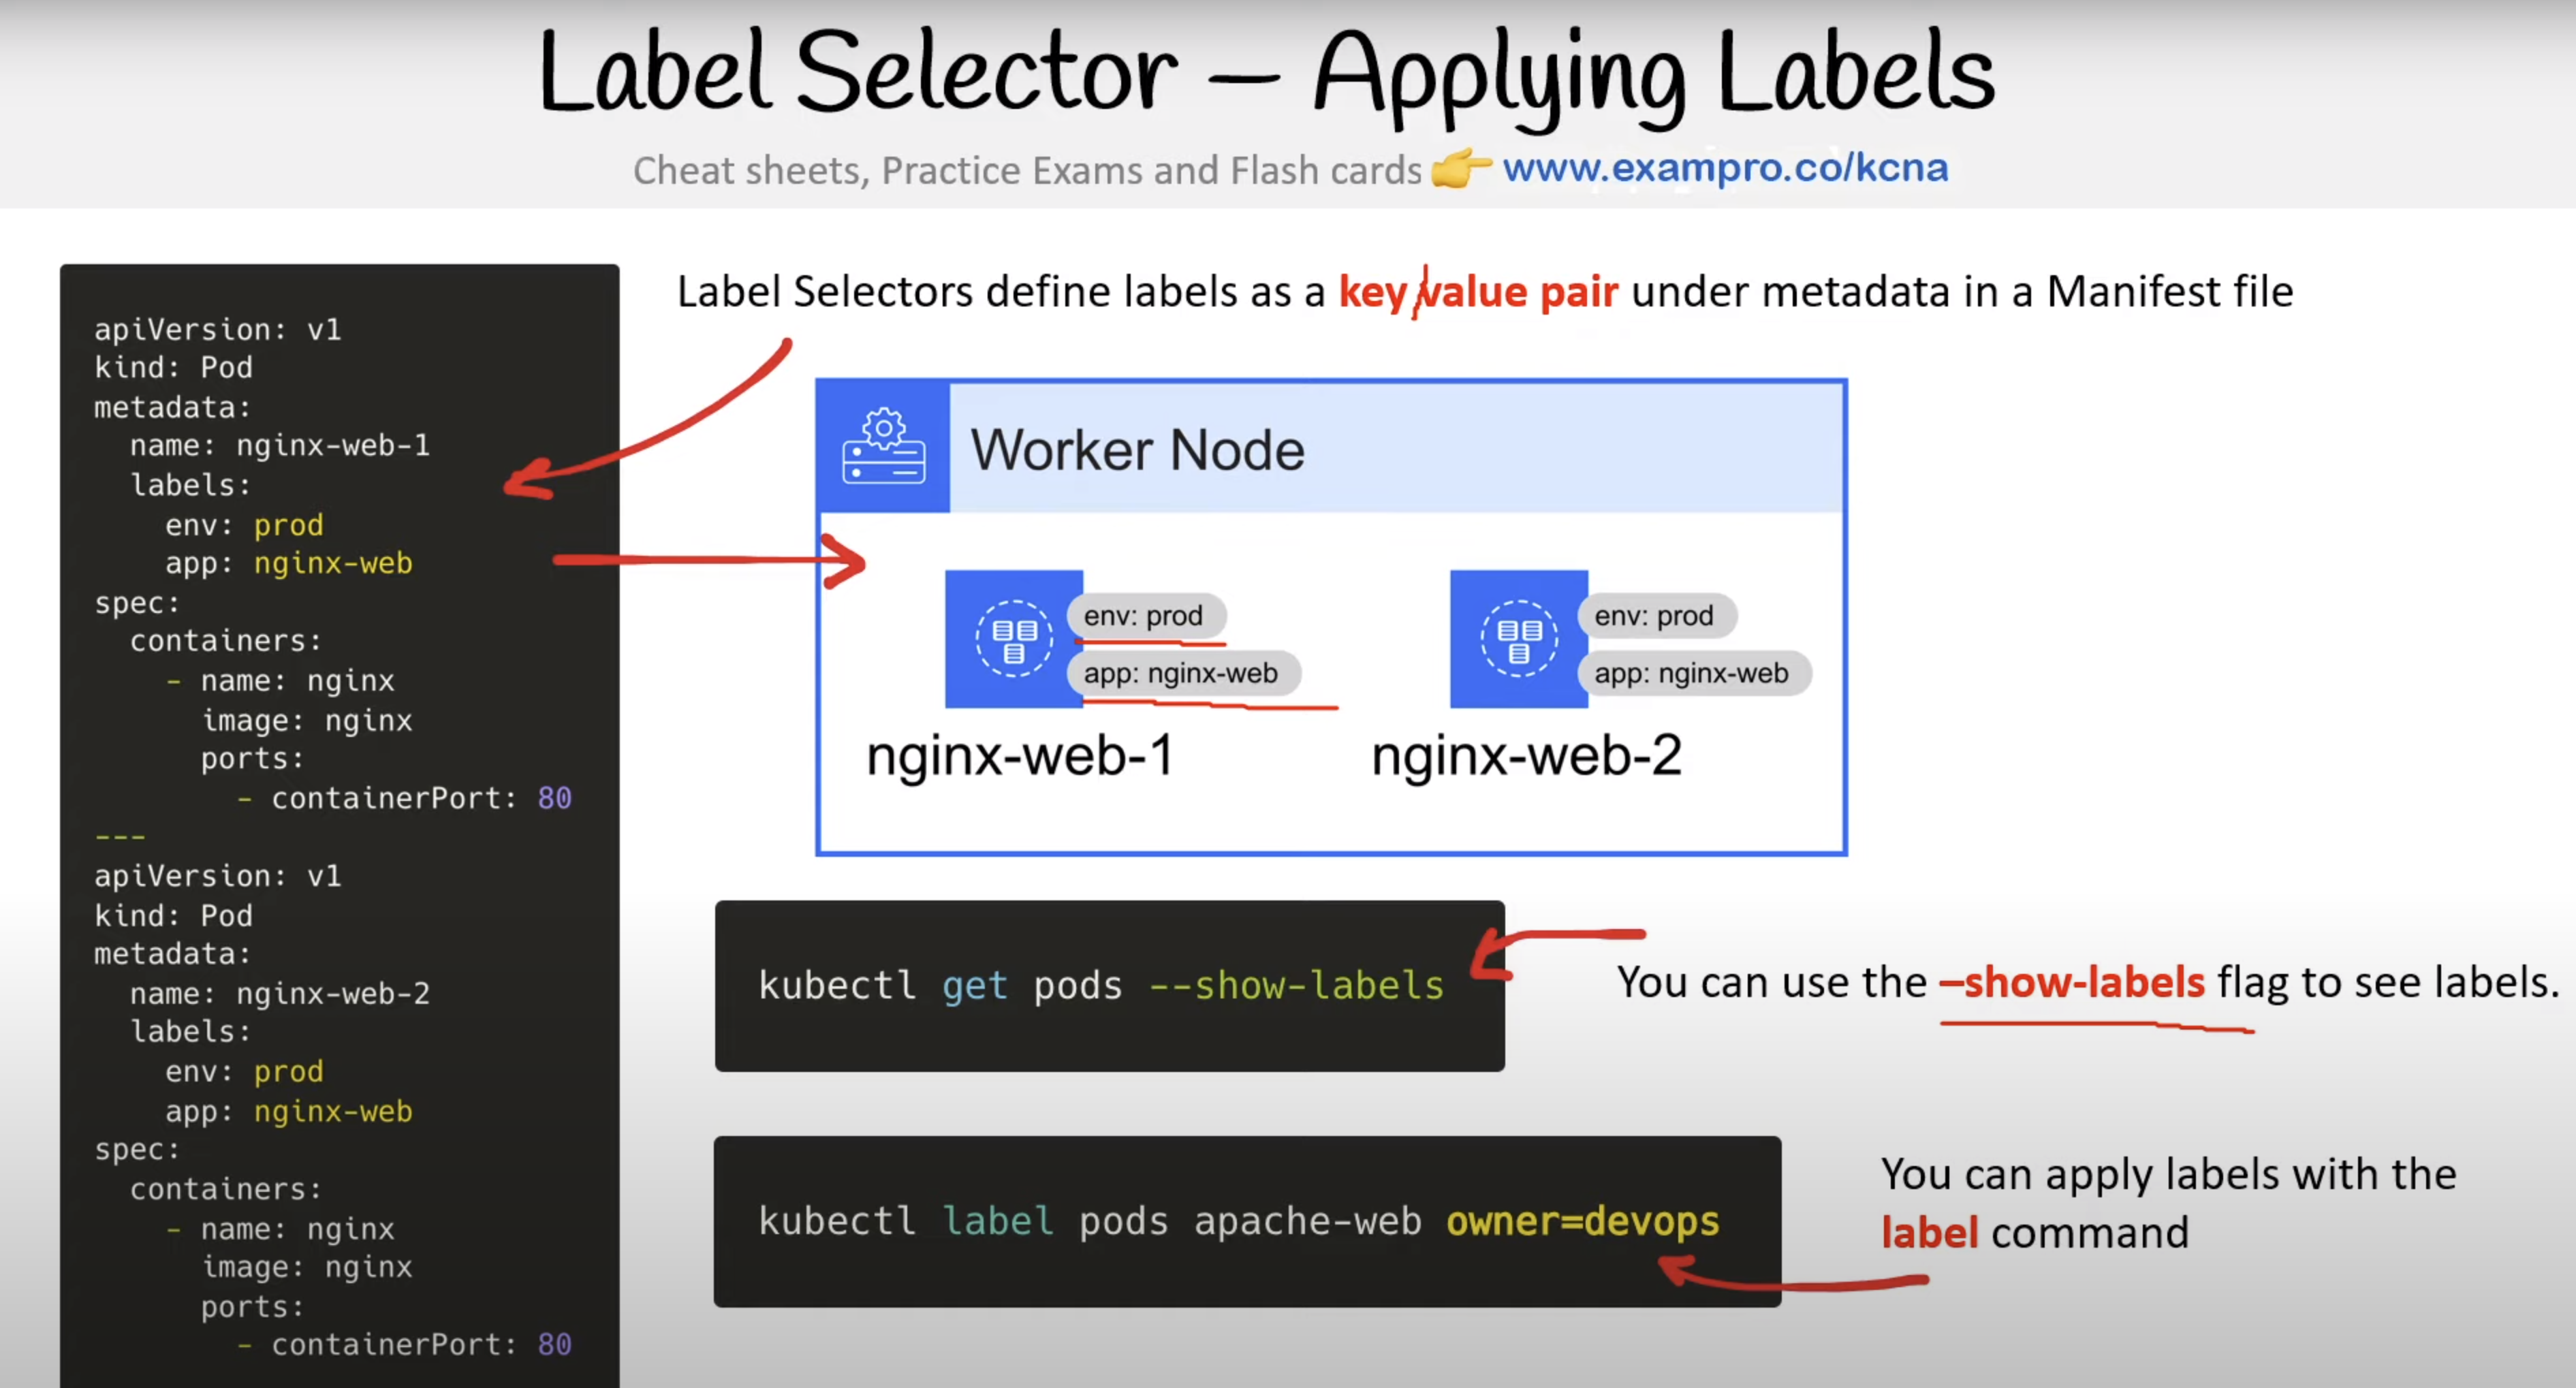 Label Selector – Applying Labels
Cheat sheets, Practice Exams and Flash cards 👉 www.exampro.co/kcna
Label Selectors define labels as a key value pair under metadata in a Manifest file
apiVersion: v1
kind: Pod
metadata:
  name: nginx-web-1
  labels:
    env: prod
    app: nginx-web
spec:
  containers:
    - name: nginx
      image: nginx
      ports:
        - containerPort: 80
---
apiVersion: v1
kind: Pod
metadata:
  name: nginx-web-2
  labels:
    env: prod
    app: nginx-web
spec:
  containers:
    - name: nginx
      image: nginx
      ports:
        - containerPort: 80
Worker Node
env: prod
app: nginx-web
nginx-web-1
env: prod
app: nginx-web
nginx-web-2
kubectl get pods --show-labels
You can use the –show-labels flag to see labels.
kubectl label pods apache-web owner=devops
You can apply labels with the
label command